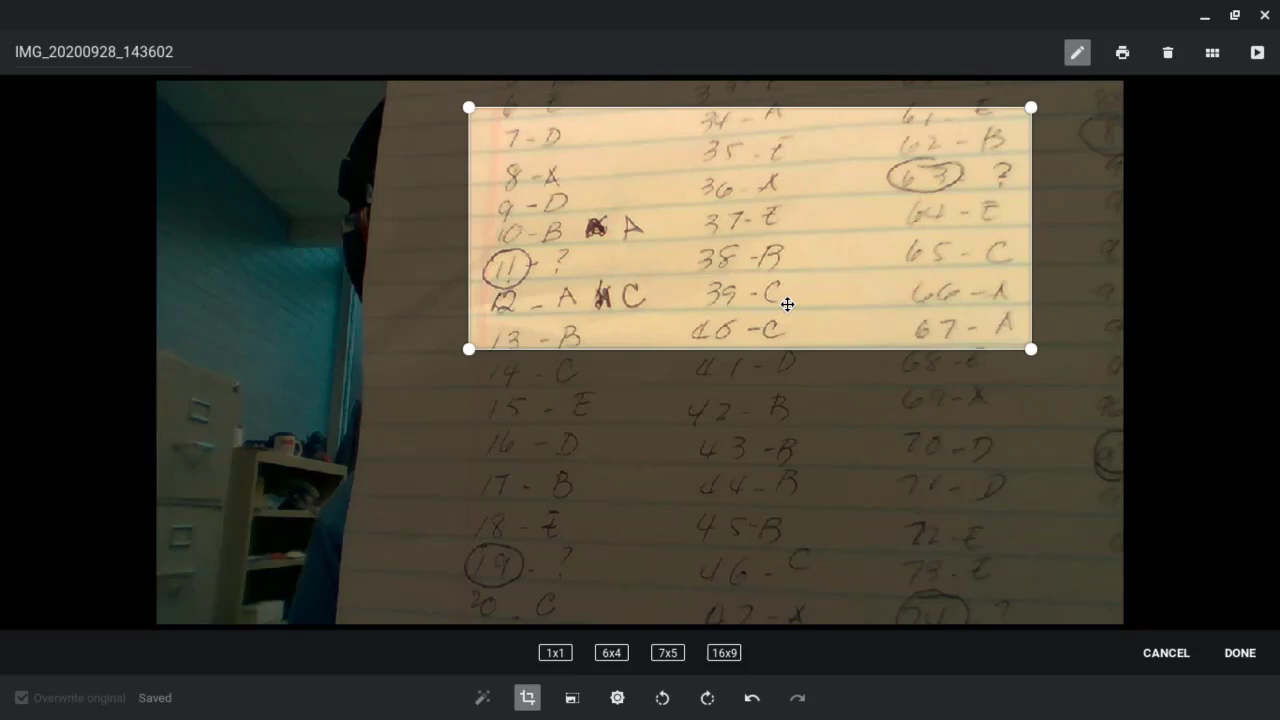 IMG_20200928_143602
6 - E
7 - D
8 - A
9 - D
10 - B A
11 - ?
12 - A C
13 - B
14 - C
15 - E
16 - D
17 - B
18 - E
19 - ?
20 - C
34 - A
35 - E
36 - A
37 - E
38 - B
39 - C
40 - C
41 - D
42 - B
43 - B
44 - B
45 - B
46 - C
47 - A
61 - E
62 - B
63 ?
64 - E
65 - C
66 - A
67 - A
68 - E
69 - A
70 - D
71 - D
72 - E
73 - E
74 ?
1x1
6x4
7x5
16x9
CANCEL
DONE
Overwrite original
Saved